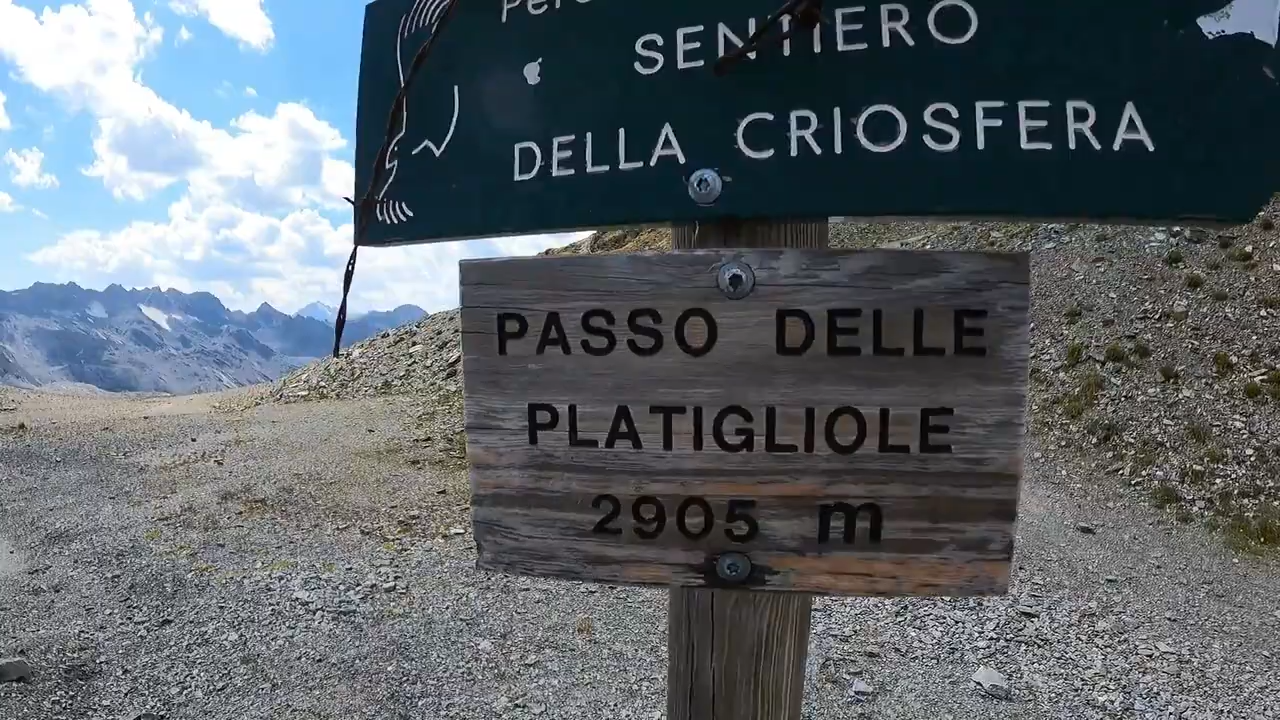 SENTIERO
DELLA CRIOSFERA
PASSO DELLE
PLATIGLIOLE
2905 m